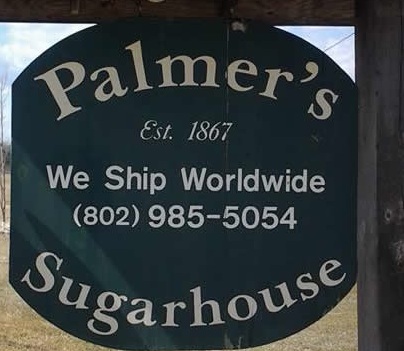 Palmer's
Est. 1867
We Ship Worldwide
(802) 985-5054
Sugarhouse